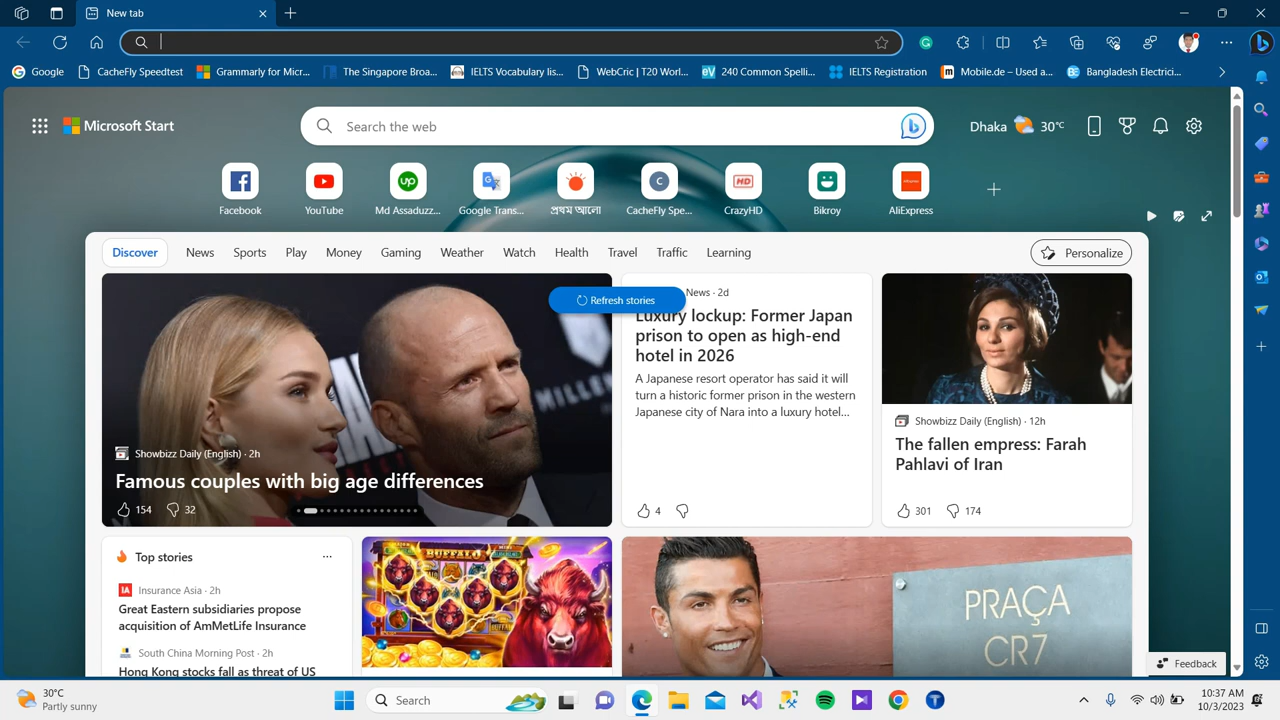 New tab
Google
CacheFly Speedtest
Grammarly for Micr...
The Singapore Broa...
IELTS Vocabulary lis...
WebCric | T20 Worl...
240 Common Spelli...
IELTS Registration
Mobile.de – Used a...
Bangladesh Electrici...
Microsoft Start
Search the web
Dhaka 30°C
Facebook
YouTube
Md Assaduzz...
Google Trans...
প্রথম আলো
CacheFly Spe...
CrazyHD
Bikroy
AliExpress
Discover
News
Sports
Play
Money
Gaming
Weather
Watch
Health
Travel
Traffic
Learning
Personalize
Refresh stories
Showbizz Daily (English) · 2h
Famous couples with big age differences
154 32
News · 2d
Luxury lockup: Former Japan
prison to open as high-end
hotel in 2026
A Japanese resort operator has said it will
turn a historic former prison in the western
Japanese city of Nara into a luxury hotel...
4
Showbizz Daily (English) · 12h
The fallen empress: Farah
Pahlavi of Iran
301 174
Top stories
Insurance Asia · 2h
Great Eastern subsidiaries propose
acquisition of AmMetLife Insurance
South China Morning Post · 2h
Hong Kong stocks fall as threat of US
BUFFALO
PRAÇA
CR7
Feedback
30°C
Partly sunny
Search
10:37 AM
10/3/2023